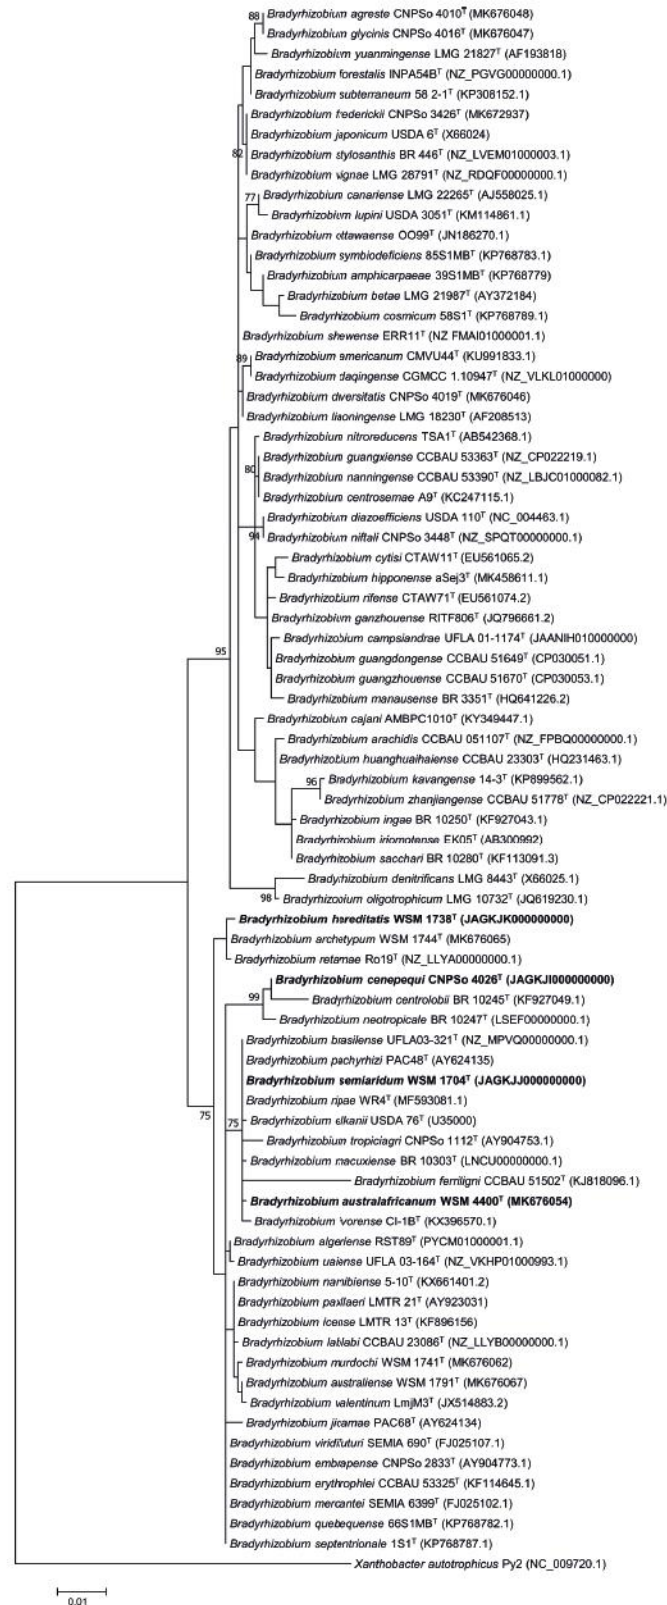 88
Bradyrhizobium agreste CNPSo 4010ᵀ (MK676048)
Bradyrhizobium glycinis CNPSo 4016ᵀ (MK676047)
Bradyrhizobium yuanmingense LMG 21827ᵀ (AF193818)
Bradyrhizobium forestalis INPA54Bᵀ (NZ_PGVG00000000.1)
Bradyrhizobium subterraneum 58 2-1ᵀ (KP308152.1)
Bradyrhizobium frederickii CNPSo 3426ᵀ (MK672937)
Bradyrhizobium japonicum USDA 6ᵀ (X66024)
82
Bradyrhizobium stylosanthis BR 446ᵀ (NZ_LVEM01000003.1)
Bradyrhizobium vignae LMG 28791ᵀ (NZ_RDQF00000000.1)
77
Bradyrhizobium canariense LMG 22265ᵀ (AJ558025.1)
Bradyrhizobium lupini USDA 3051ᵀ (KM114861.1)
Bradyrhizobium ottawaense OO99ᵀ (JN186270.1)
Bradyrhizobium symbiodeficiens 85S1MBᵀ (KP768783.1)
Bradyrhizobium amphicarpaeae 39S1MBᵀ (KP768779)
Bradyrhizobium betae LMG 21987ᵀ (AY372184)
Bradyrhizobium cosmicum 58S1ᵀ (KP768789.1)
Bradyrhizobium shewense ERR11ᵀ (NZ FMAI01000001.1)
89
Bradyrhizobium americanum CMVU44ᵀ (KU991833.1)
Bradyrhizobium daqingense CGMCC 1.10947ᵀ (NZ_VLKL01000000)
Bradyrhizobium diversitatis CNPSo 4019ᵀ (MK676046)
Bradyrhizobium liaoningense LMG 18230ᵀ (AF208513)
Bradyrhizobium nitroreducens TSA1ᵀ (AB542368.1)
Bradyrhizobium guangxiense CCBAU 53363ᵀ (NZ_CP022219.1)
80
Bradyrhizobium nanningense CCBAU 53390ᵀ (NZ_LBJC01000082.1)
Bradyrhizobium centrosemae A9ᵀ (KC247115.1)
Bradyrhizobium diazoefficiens USDA 110ᵀ (NC_004463.1)
94
Bradyrhizobium niftali CNPSo 3448ᵀ (NZ_SPQT00000000.1)
Bradyrhizobium cytisi CTAW11ᵀ (EU561065.2)
Bradyrhizobium hipponense aSej3ᵀ (MK458611.1)
Bradyrhizobium rifense CTAW71ᵀ (EU561074.2)
Bradyrhizobium ganzhouense RITF806ᵀ (JQ796661.2)
Bradyrhizobium campsiandrae UFLA 01-1174ᵀ (JAANIH010000000)
95
Bradyrhizobium guangdongense CCBAU 51649ᵀ (CP030051.1)
Bradyrhizobium guangzhouense CCBAU 51670ᵀ (CP030053.1)
Bradyrhizobium manausense BR 3351ᵀ (HQ641226.2)
Bradyrhizobium cajani AMBPC1010ᵀ (KY349447.1)
Bradyrhizobium arachidis CCBAU 051107ᵀ (NZ_FPBQ00000000.1)
Bradyrhizobium huanghuaihaiense CCBAU 23303ᵀ (HQ231463.1)
96
Bradyrhizobium kavangense 14-3ᵀ (KP899562.1)
Bradyrhizobium zhanjiangense CCBAU 51778ᵀ (NZ_CP022221.1)
Bradyrhizobium ingae BR 10250ᵀ (KF927043.1)
Bradyrhizobium iriomotense EK05ᵀ (AB300992)
Bradyrhizobium sacchari BR 10280ᵀ (KF113091.3)
Bradyrhizobium denitrificans LMG 8443ᵀ (X66025.1)
98
Bradyrhizobium oligotrophicum LMG 10732ᵀ (JQ619230.1)
Bradyrhizobium hereditatis WSM 1738ᵀ (JAGKJK000000000)
Bradyrhizobium archetypum WSM 1744ᵀ (MK676065)
Bradyrhizobium retamae Ro19ᵀ (NZ_LLYA00000000.1)
Bradyrhizobium cenepequi CNPSo 4026ᵀ (JAGKJI000000000)
99
Bradyrhizobium centrolobii BR 10245ᵀ (KF927049.1)
Bradyrhizobium neotropicale BR 10247ᵀ (LSEF00000000.1)
Bradyrhizobium brasilense UFLA03-321ᵀ (NZ_MPVQ00000000.1)
Bradyrhizobium pachyrhizi PAC48ᵀ (AY624135)
Bradyrhizobium semiaridum WSM 1704ᵀ (JAGKJJ000000000)
Bradyrhizobium ripae WR4ᵀ (MF593081.1)
75
75
Bradyrhizobium elkanii USDA 76ᵀ (U35000)
Bradyrhizobium tropiciagri CNPSo 1112ᵀ (AY904753.1)
Bradyrhizobium macuxiense BR 10303ᵀ (LNCU00000000.1)
Bradyrhizobium ferriligni CCBAU 51502ᵀ (KJ818096.1)
Bradyrhizobium australafricanum WSM 4400ᵀ (MK676054)
Bradyrhizobium ivorense CI-1Bᵀ (KX396570.1)
Bradyrhizobium algeriense RST89ᵀ (PYCM01000001.1)
Bradyrhizobium uaiense UFLA 03-164ᵀ (NZ_VKHP01000993.1)
Bradyrhizobium namibiense 5-10ᵀ (KX661401.2)
Bradyrhizobium paxllaeri LMTR 21ᵀ (AY923031)
Bradyrhizobium icense LMTR 13ᵀ (KF896156)
Bradyrhizobium lablabi CCBAU 23086ᵀ (NZ_LLYB00000000.1)
Bradyrhizobium murdochi WSM 1741ᵀ (MK676062)
Bradyrhizobium australiense WSM 1791ᵀ (MK676067)
Bradyrhizobium valentinum LmjM3ᵀ (JX514883.2)
Bradyrhizobium jicamae PAC68ᵀ (AY624134)
Bradyrhizobium viridifuturi SEMIA 690ᵀ (FJ025107.1)
Bradyrhizobium embrapense CNPSo 2833ᵀ (AY904773.1)
Bradyrhizobium erythrophlei CCBAU 53325ᵀ (KF114645.1)
Bradyrhizobium mercantei SEMIA 6399ᵀ (FJ025102.1)
Bradyrhizobium quebequense 66S1MBᵀ (KP768782.1)
Bradyrhizobium septentrionale 1S1ᵀ (KP768787.1)
Xanthobacter autotrophicus Py2 (NC_009720.1)
0.01